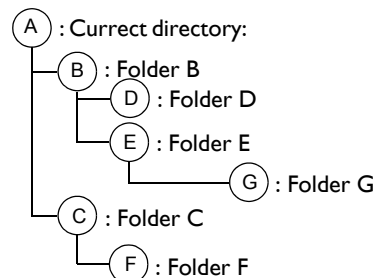 A : Currect directory:
B : Folder B
D : Folder D
E : Folder E
G : Folder G
C : Folder C
F : Folder F